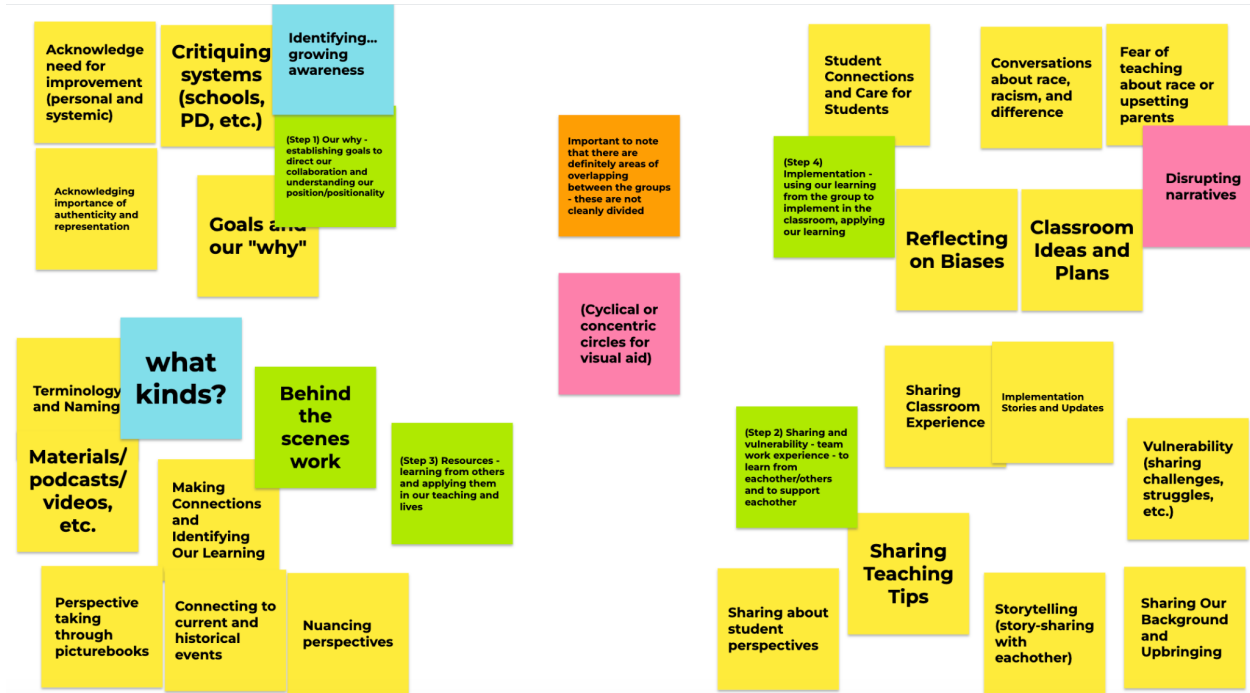 Acknowledge
need for
improvement
(personal and
systemic)
Critiquing
systems
(schools,
PD, etc.)
Identifying...
growing
awareness
(Step 1) Our why -
establishing goals to
direct our
collaboration and
understanding our
position/positionality
Acknowledging
importance of
authenticity and
representation
Goals and
our "why"
Important to note
that there are
definitely areas of
overlapping
between the groups
- these are not
cleanly divided
(Cyclical or
concentric
circles for
visual aid)
Student
Connections
and Care for
Students
Conversations
about race,
racism, and
difference
Fear of
teaching
about race or
upsetting
parents
Disrupting
narratives
(Step 4)
Implementation -
using our learning
from the group to
implement in the
classroom, applying
our learning
Reflecting
on Biases
Classroom
Ideas and
Plans
Terminology
and Naming
what
kinds?
Behind
the
scenes
work
(Step 3) Resources -
learning from others
and applying them
in our teaching and
lives
Materials/
podcasts/
videos,
etc.
Making
Connections
and
Identifying
Our Learning
Perspective
taking
through
picturebooks
Connecting to
current and
historical
events
Nuancing
perspectives
Sharing
Classroom
Experience
Implementation
Stories and Updates
(Step 2) Sharing and
vulnerability - team
work experience - to
learn from
eachother/others
and to support
eachother
Vulnerability
(sharing
challenges,
struggles,
etc.)
Sharing
Teaching
Tips
Sharing about
student
perspectives
Storytelling
(story-sharing
with
eachother)
Sharing Our
Background
and
Upbringing